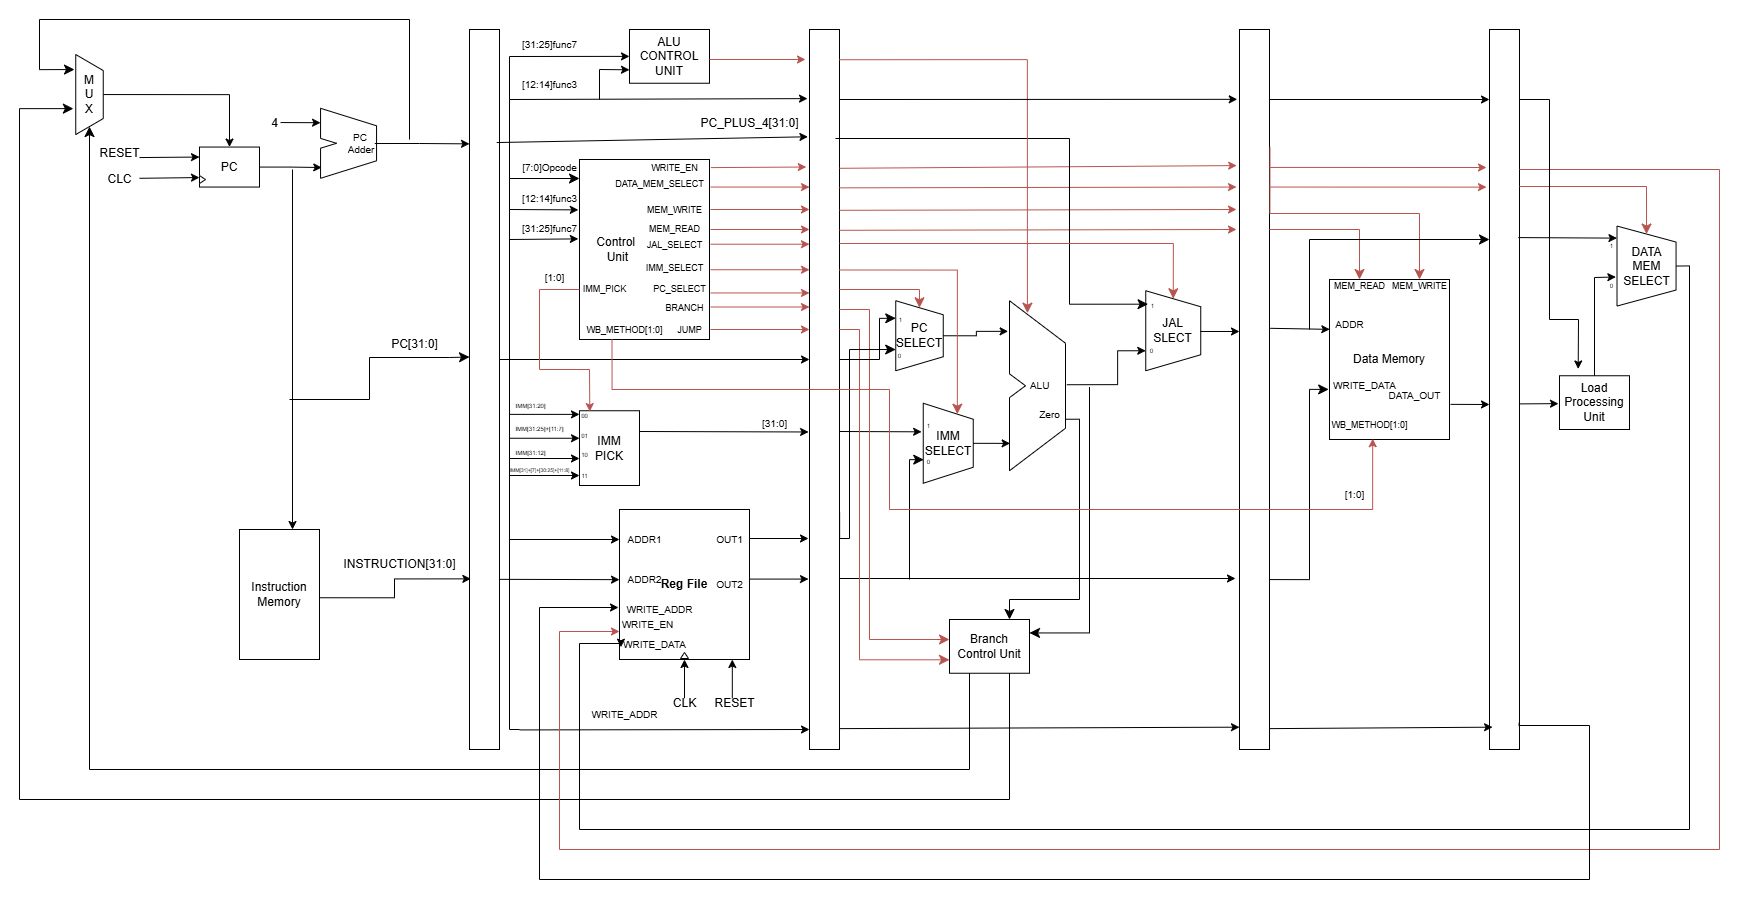 M
U
X
RESET
CLC
PC
4
PC
Adder
PC[31:0]
Instruction
Memory
INSTRUCTION[31:0]
[31:25]func7
[12:14]func3
ALU
CONTROL
UNIT
PC_PLUS_4[31:0]
[7:0]Opcode
[12:14]func3
[31:25]func7
[1:0]
Control
Unit
WRITE_EN
DATA_MEM_SELECT
MEM_WRITE
MEM_READ
JAL_SELECT
IMM_SELECT
IMM_PICK
PC_SELECT
BRANCH
WB_METHOD[1:0]
JUMP
IMM[31:20]
IMM[31:25]+[11:7]
IMM[31:12]
IMM[31]+[7]+[30:25]+[11:8]
00
01
10
11
IMM
PICK
[31:0]
ADDR1
OUT1
ADDR2
Reg File
OUT2
WRITE_ADDR
WRITE_EN
WRITE_DATA
CLK
RESET
WRITE_ADDR
1
PC
SELECT
0
1
IMM
SELECT
0
ALU
Zero
Branch
Control Unit
1
JAL
SLECT
0
MEM_READ
MEM_WRITE
ADDR
Data Memory
WRITE_DATA
DATA_OUT
WB_METHOD[1:0]
[1:0]
Load
Processing
Unit
1
DATA
MEM
SELECT
0